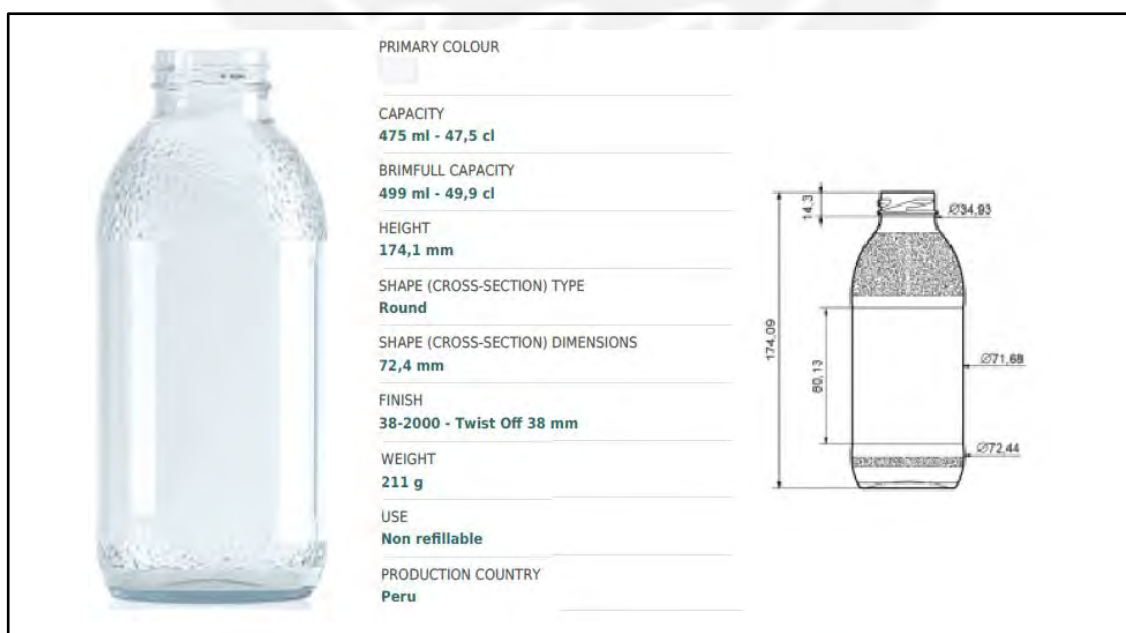 PRIMARY COLOUR
CAPACITY
475 ml - 47,5 cl
BRIMFULL CAPACITY
499 ml - 49,9 cl
HEIGHT
174,1 mm
SHAPE (CROSS-SECTION) TYPE
Round
SHAPE (CROSS-SECTION) DIMENSIONS
72,4 mm
FINISH
38-2000 - Twist Off 38 mm
WEIGHT
211 g
USE
Non refillable
PRODUCTION COUNTRY
Peru
14,3
Ø34,93
174,09
80,13
Ø71,68
Ø72,44